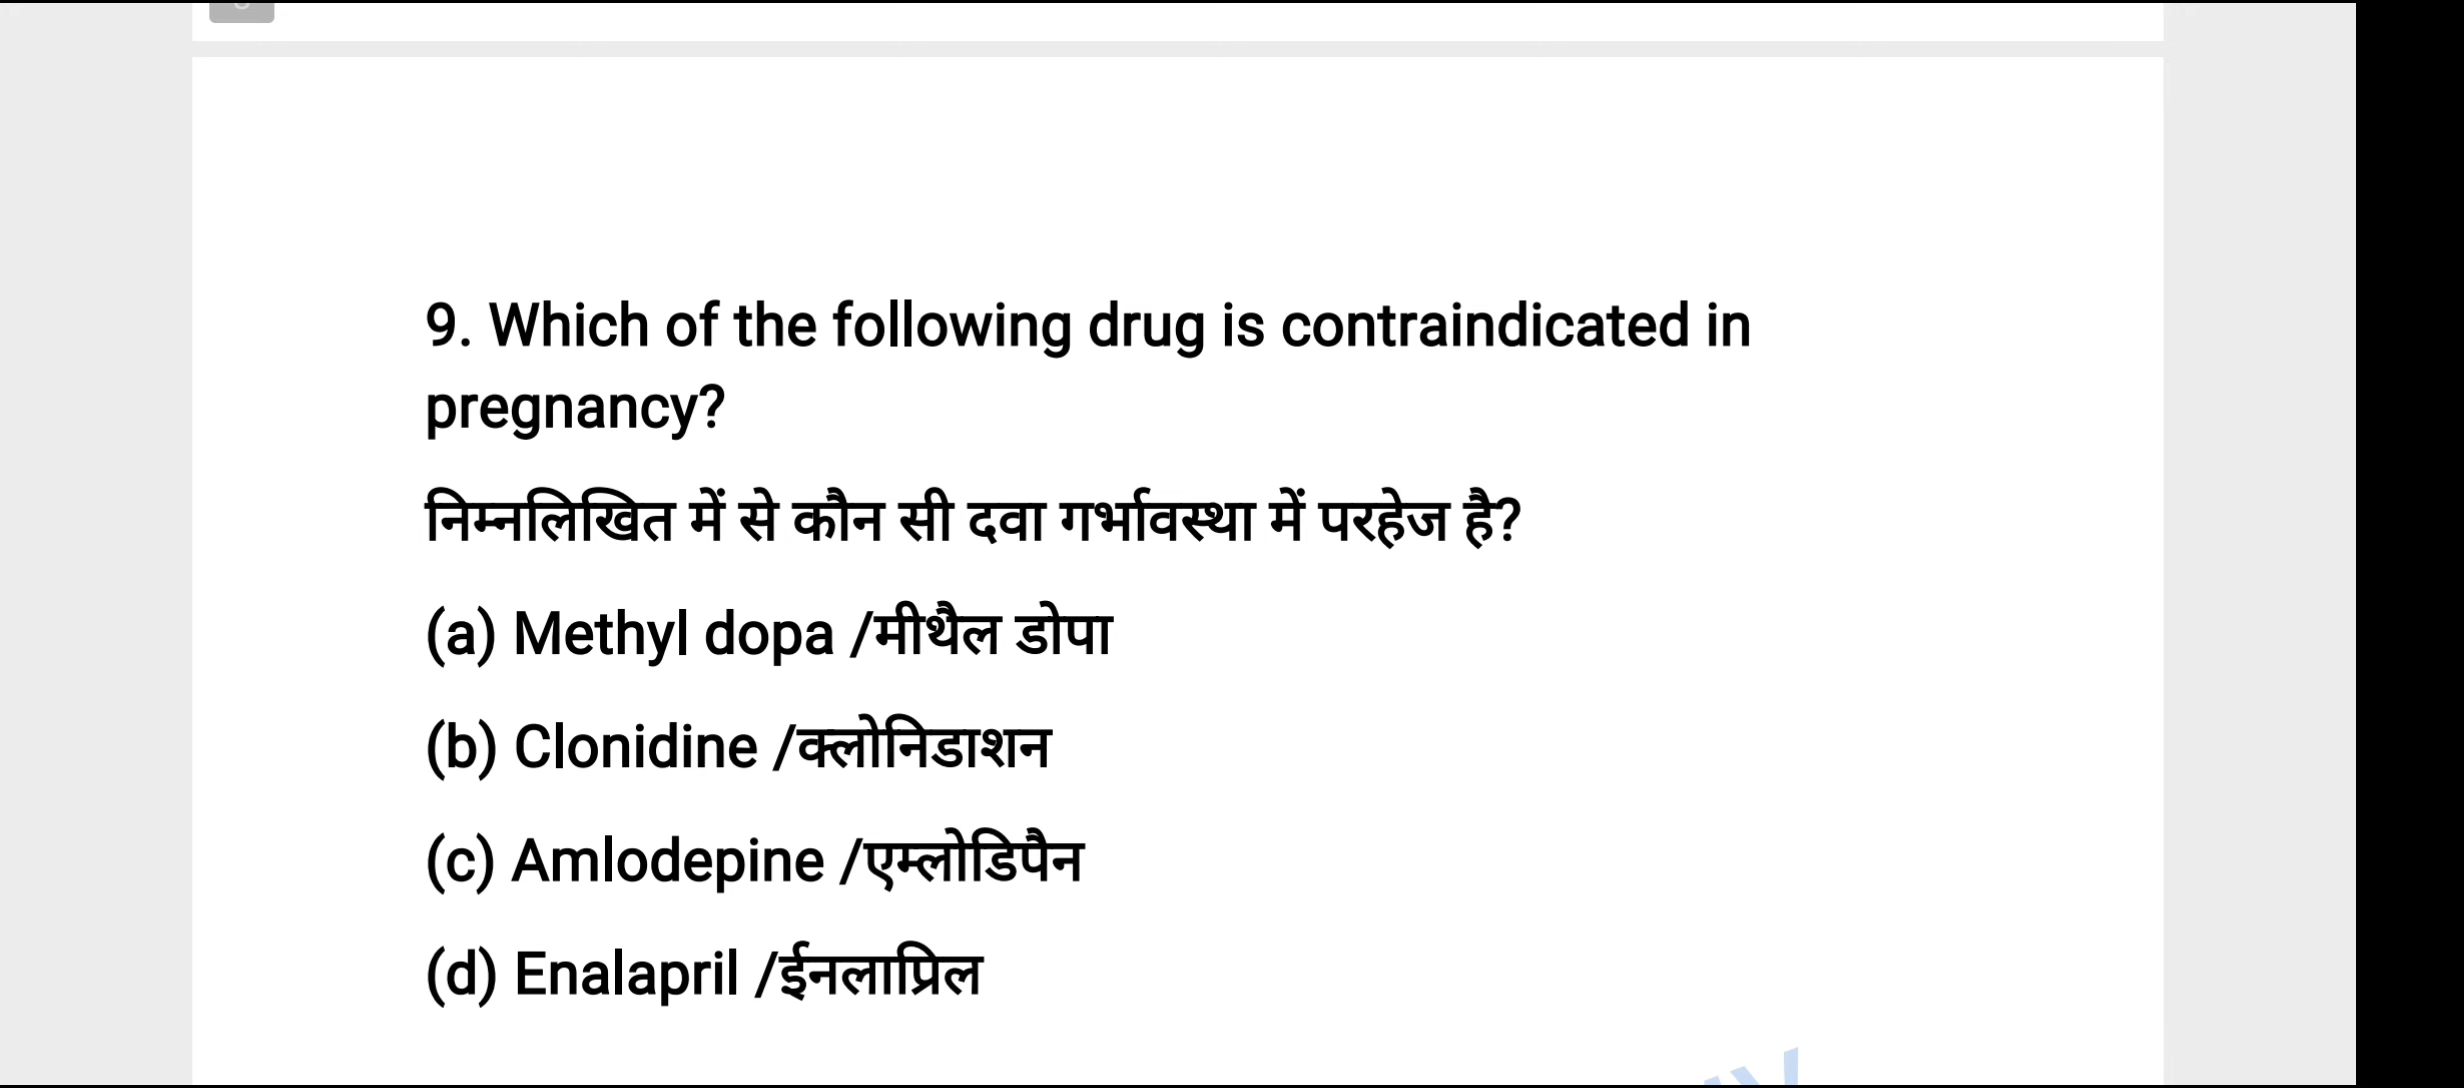 9. Which of the following drug is contraindicated in
pregnancy?
निम्नलिखित में से कौन सी दवा गर्भावस्था में परहेज है?
(a) Methyl dopa /मीथैल डोपा
(b) Clonidine /क्लोनिडाशन
(c) Amlodepine /एम्लोडिपैन
(d) Enalapril /ईनलाप्रिल